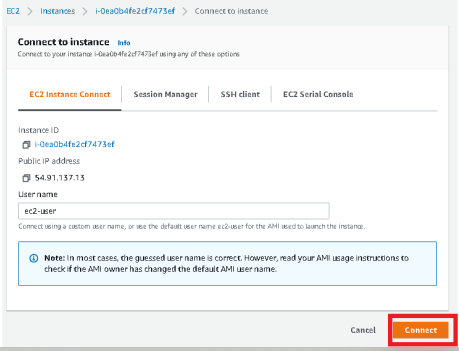 EC2 > Instances > i-0ea0b4fe2cf7473ef > Connect to instance
Connect to instance Info
Connect to your instance i-0ea0b4fe2cf7473ef using any of these options
EC2 Instance Connect Session Manager SSH client EC2 Serial Console
Instance ID
i-0ea0b4fe2cf7473ef
Public IP address
54.91.137.13
User name
ec2-user
Connect using a custom user name, or use the default user name ec2-user for the AMI used to launch the instance.
Note: In most cases, the guessed user name is correct. However, read your AMI usage instructions to
check if the AMI owner has changed the default AMI user name.
Cancel Connect